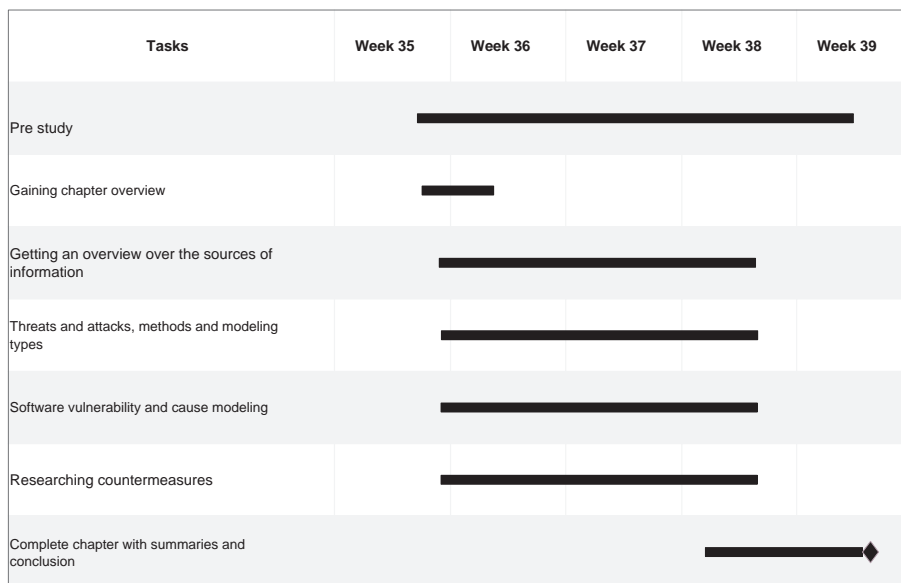 Tasks Week 35 Week 36 Week 37 Week 38 Week 39
Pre study
Gaining chapter overview
Getting an overview over the sources of
information
Threats and attacks, methods and modeling
types
Software vulnerability and cause modeling
Researching countermeasures
Complete chapter with summaries and
conclusion